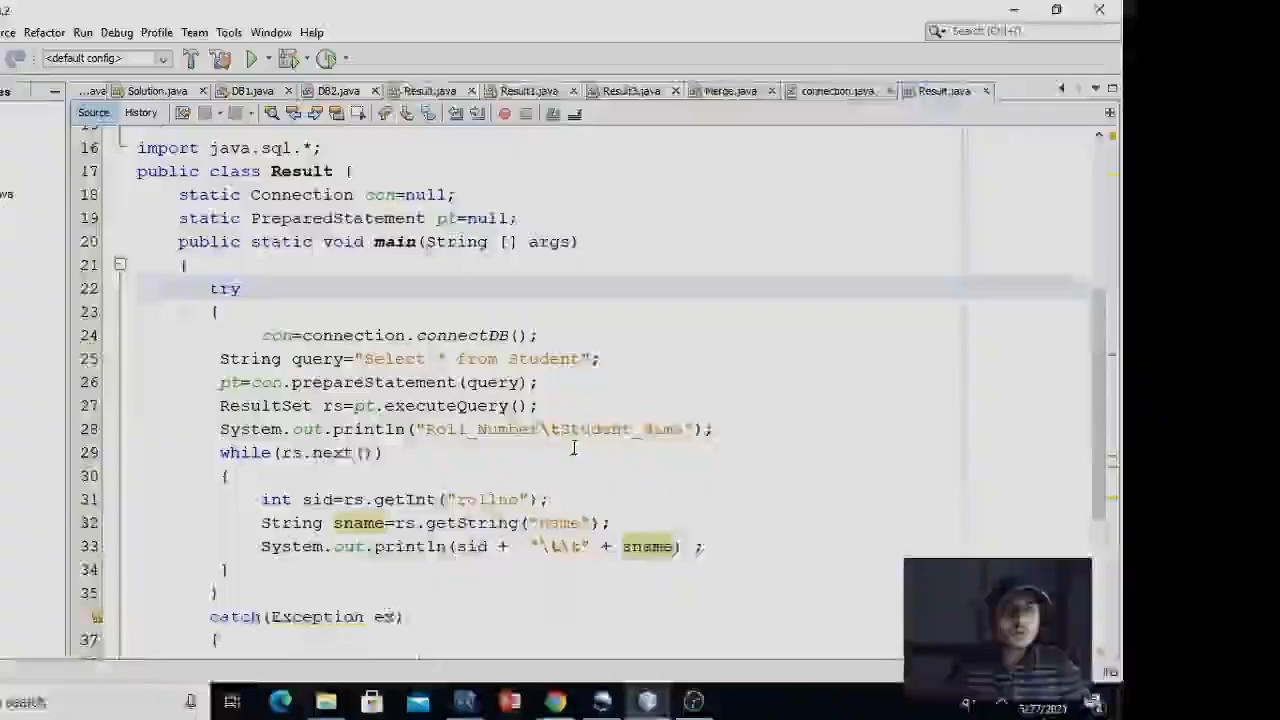 Refactor Run Debug Profile Team Tools Window Help
Search (Ctrl+I)
<default config>
...ava Solution.java DB1.java DB2.java Result.java Result1.java Result3.java Merge.java connection.java Result.java
Source History
16 import java.sql.*;
17 public class Result {
18 static Connection con=null;
19 static PreparedStatement pt=null;
20 public static void main(String [] args)
21 {
22 try
23 {
24 con=connection.connectDB();
25 String query="Select * from Student";
26 pt=con.prepareStatement(query);
27 ResultSet rs=pt.executeQuery();
28 System.out.println("Roll_Number\tStudent_Name");
29 while(rs.next())
30 {
31 int sid=rs.getInt("rollno");
32 String sname=rs.getString("name");
33 System.out.println(sid + "\t\t" + sname) ;
34 }
35 }
catch(Exception ex)
37 {
5/27/2021